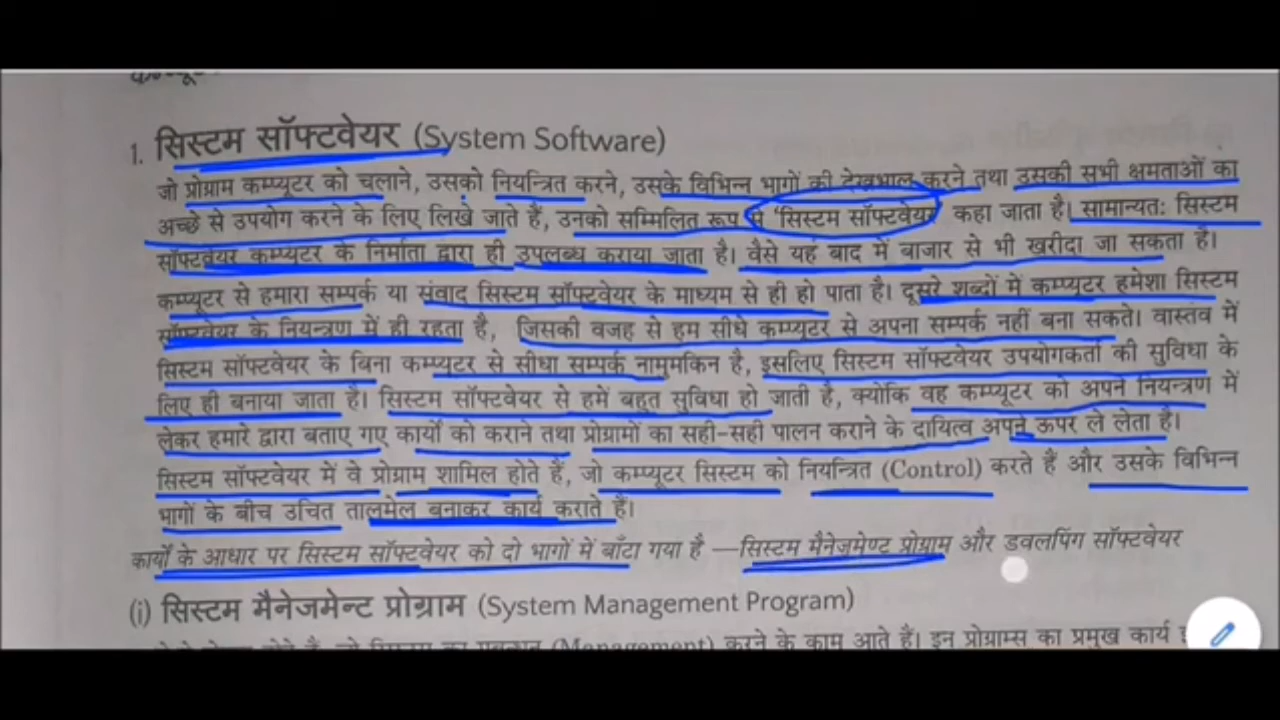 1. सिस्टम सॉफ्टवेयर (System Software)
जो प्रोग्राम कम्प्यूटर को चलाने, उसको नियन्त्रित करने, उसके विभिन्न भागों की देखभाल करने तथा उसकी सभी क्षमताओं का
अच्छे से उपयोग करने के लिए लिखे जाते हैं, उनको सम्मिलित रूप से 'सिस्टम सॉफ्टवेयर' कहा जाता है। सामान्यतः सिस्टम
सॉफ्टवेयर कम्प्यूटर के निर्माता द्वारा ही उपलब्ध कराया जाता है। वैसे यह बाद में बाजार से भी खरीदा जा सकता है।
कम्प्यूटर से हमारा सम्पर्क या संवाद सिस्टम सॉफ्टवेयर के माध्यम से ही हो पाता है। दूसरे शब्दों में कम्प्यूटर हमेशा सिस्टम
सॉफ्टवेयर के नियन्त्रण में ही रहता है, जिसकी वजह से हम सीधे कम्प्यूटर से अपना सम्पर्क नहीं बना सकते। वास्तव में
सिस्टम सॉफ्टवेयर के बिना कम्प्यूटर से सीधा सम्पर्क नामुमकिन है, इसलिए सिस्टम सॉफ्टवेयर उपयोगकर्ता की सुविधा के
लिए ही बनाया जाता है। सिस्टम सॉफ्टवेयर से हमें बहुत सुविधा हो जाती है, क्योंकि वह कम्प्यूटर को अपने नियन्त्रण में
लेकर हमारे द्वारा बताए गए कार्यों को कराने तथा प्रोग्रामों का सही-सही पालन कराने के दायित्व अपने ऊपर ले लेता है।
सिस्टम सॉफ्टवेयर में वे प्रोग्राम शामिल होते हैं, जो कम्प्यूटर सिस्टम को नियन्त्रित (Control) करते हैं और उसके विभिन्न
भागों के बीच उचित तालमेल बनाकर कार्य कराते हैं।
कार्यों के आधार पर सिस्टम सॉफ्टवेयर को दो भागों में बाँटा गया है —सिस्टम मैनेजमेण्ट प्रोग्राम और डवलपिंग सॉफ्टवेयर
(i) सिस्टम मैनेजमेन्ट प्रोग्राम (System Management Program)
(Management) करने के काम आते हैं। इन प्रोग्राम्स का प्रमुख कार्य